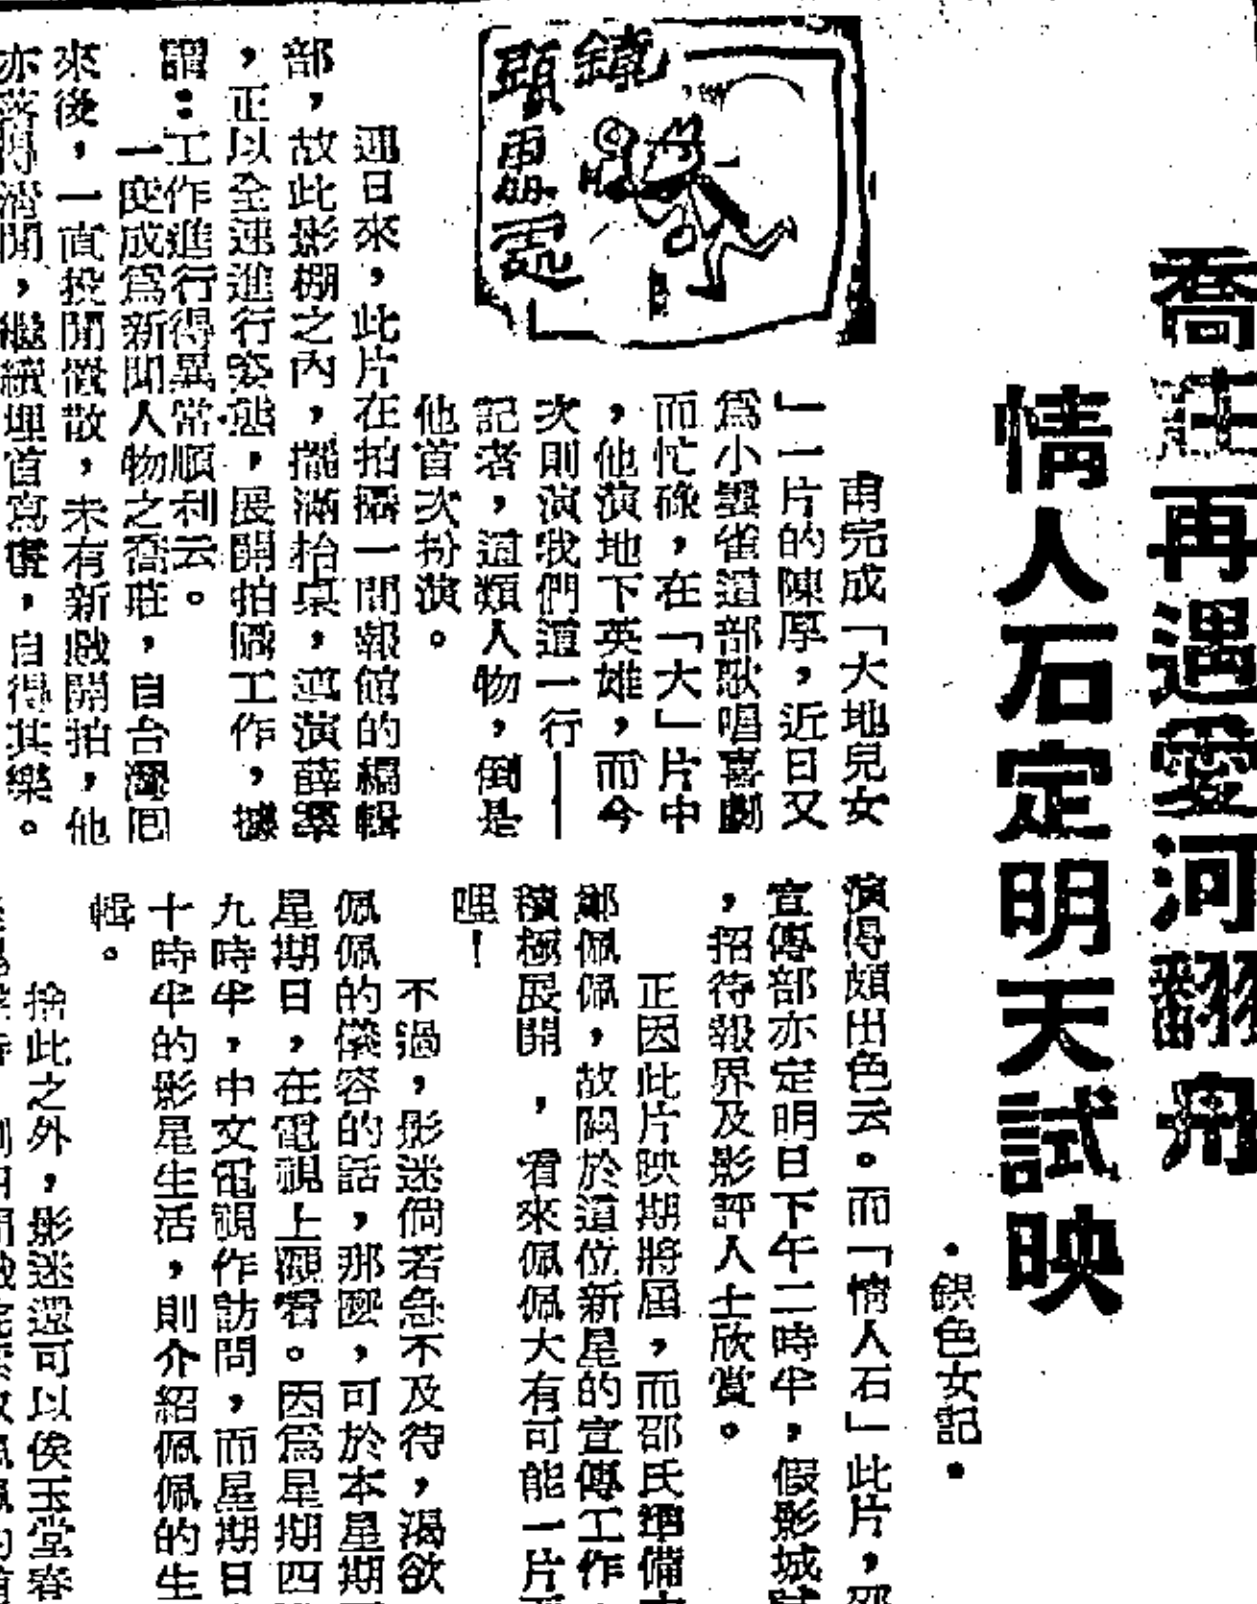 喬莊再遇愛河翻舟
情人石定明天試映
・銀色女記・
鏡頭
甫完成「大地兒女
」一片的陳厚，近日又
爲小雲雀這部歌唱喜劇
而忙碌，在「大」片中
，他演地下英雄，而今
次則演我們這一行——
記者，這類人物，倒是
他首次扮演。
連日來，此片在拍攝一間報館的編輯
部，故此影棚之內，擺滿枱桌，導演薛羣
，正以全速進行姿態，展開拍攝工作，據
謂：工作進行得異常順利云。
一度成爲新聞人物之喬莊，自台灣囘
來後，一直投閒置散，未有新戲開拍，他
亦落得清閒，繼續埋首寫書，自得其樂。
演得頗出色云。而「情人石」此片，邵
宣傳部亦定明日下午二時半，假影城試
，招待報界及影評人士欣賞。
正因此片映期將屆，而邵氏準備
鄭佩佩，故關於這位新星的宣傳工作，
積極展開，看來佩佩大有可能一片
哩！
不過，影迷倘若急不及待，渴欲
佩佩的儀容的話，那麼，可於本星期
星期日，在電視上觀看。因爲星期四
九時半，中文電視作訪問，而星期日
十時半的影星生活，則介紹佩佩的生
輯。
捨此之外，影迷還可以俟玉堂春